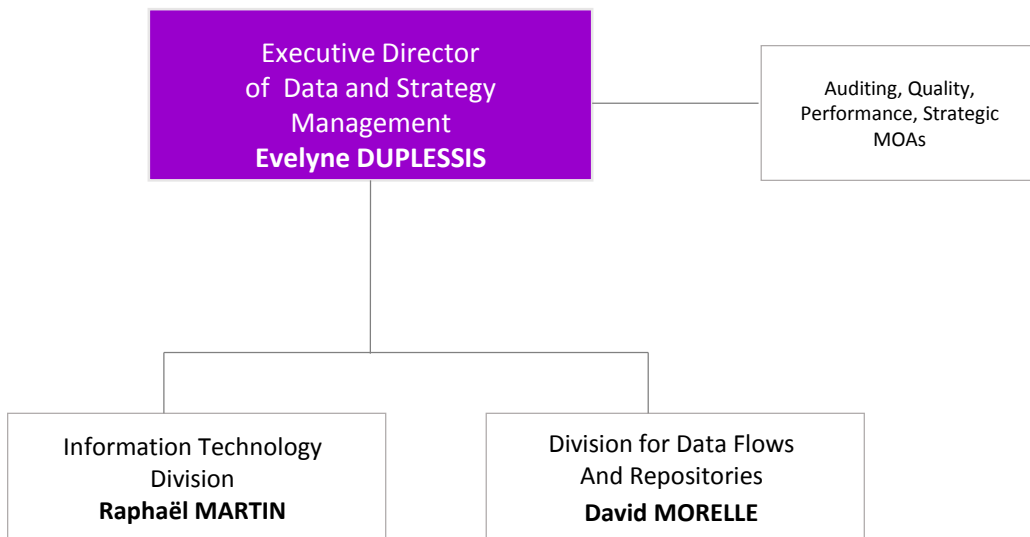 Executive Director
of Data and Strategy
Management
Evelyne DUPLESSIS
Auditing, Quality,
Performance, Strategic
MOAs
Information Technology
Division
Raphaël MARTIN
Division for Data Flows
And Repositories
David MORELLE